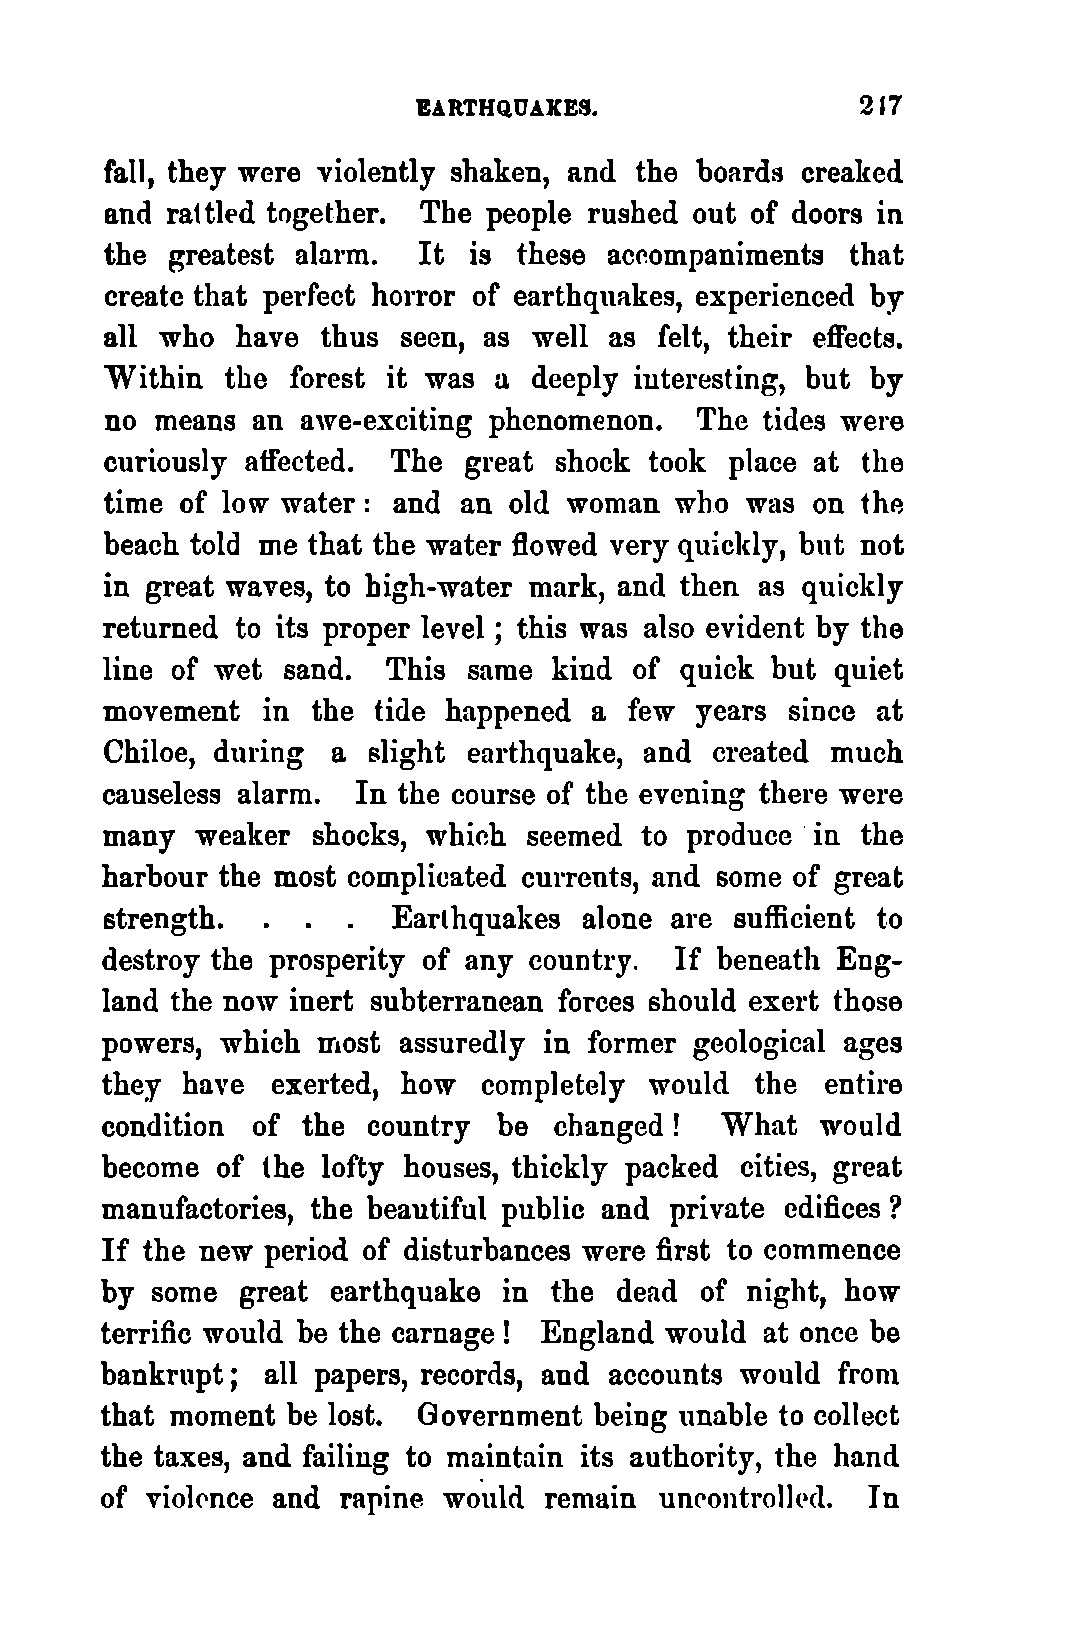 EARTHQUAKES. 217
fall, they were violently shaken, and the boards creaked
and rattled together. The people rushed out of doors in
the greatest alarm. It is these accompaniments that
create that perfect horror of earthquakes, experienced by
all who have thus seen, as well as felt, their effects.
Within the forest it was a deeply interesting, but by
no means an awe-exciting phenomenon. The tides were
curiously affected. The great shock took place at the
time of low water: and an old woman who was on the
beach told me that the water flowed very quickly, but not
in great waves, to high-water mark, and then as quickly
returned to its proper level; this was also evident by the
line of wet sand. This same kind of quick but quiet
movement in the tide happened a few years since at
Chiloe, during a slight earthquake, and created much
causeless alarm. In the course of the evening there were
many weaker shocks, which seemed to produce in the
harbour the most complicated currents, and some of great
strength. . . . Earthquakes alone are sufficient to
destroy the prosperity of any country. If beneath Eng-
land the now inert subterranean forces should exert those
powers, which most assuredly in former geological ages
they have exerted, how completely would the entire
condition of the country be changed! What would
become of the lofty houses, thickly packed cities, great
manufactories, the beautiful public and private edifices?
If the new period of disturbances were first to commence
by some great earthquake in the dead of night, how
terrific would be the carnage! England would at once be
bankrupt; all papers, records, and accounts would from
that moment be lost. Government being unable to collect
the taxes, and failing to maintain its authority, the hand
of violence and rapine would remain uncontrolled. In